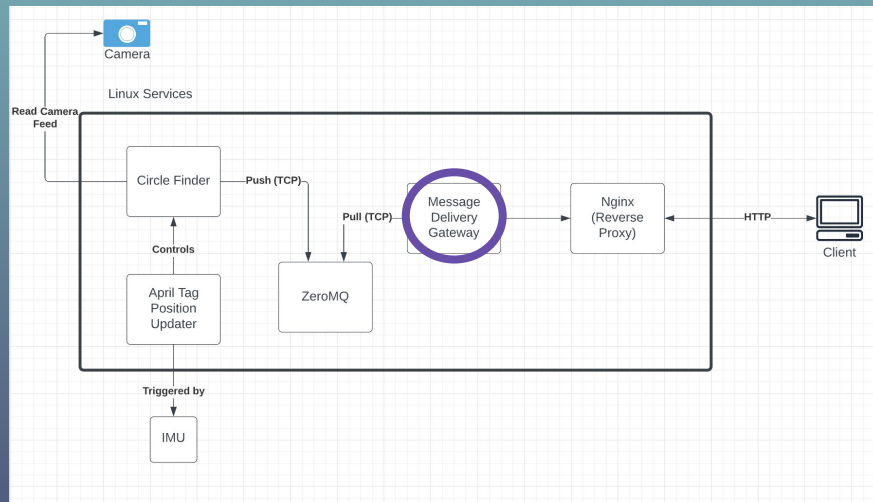 Camera
Linux Services
Read Camera
Feed
Circle Finder
Push (TCP)
Pull (TCP)
Message
Delivery
Gateway
Nginx
(Reverse
Proxy)
HTTP
Client
Controls
April Tag
Position
Updater
ZeroMQ
Triggered by
IMU